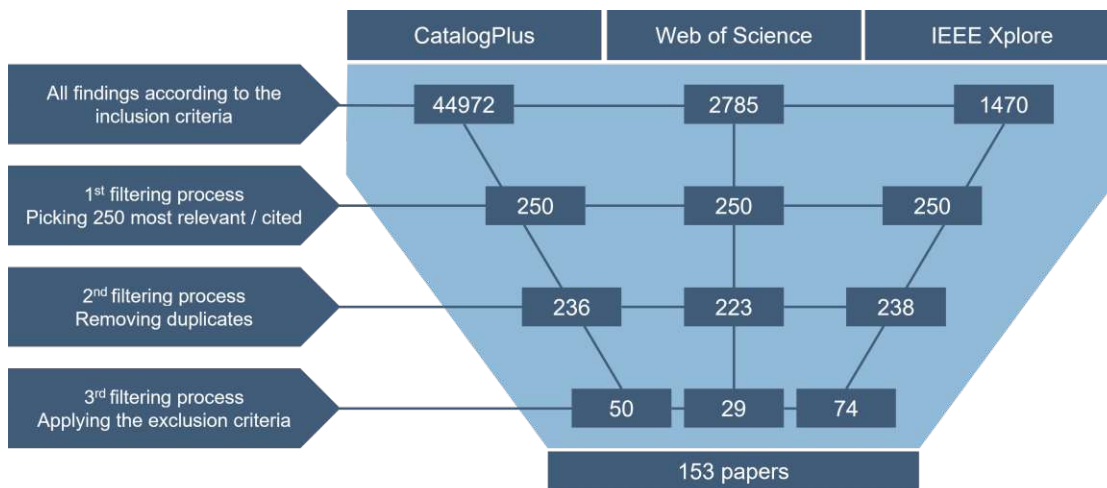 CatalogPlus
Web of Science
IEEE Xplore
All findings according to the
inclusion criteria
44972
2785
1470
1st filtering process
Picking 250 most relevant / cited
250
250
250
2nd filtering process
Removing duplicates
236
223
238
3rd filtering process
Applying the exclusion criteria
50
29
74
153 papers